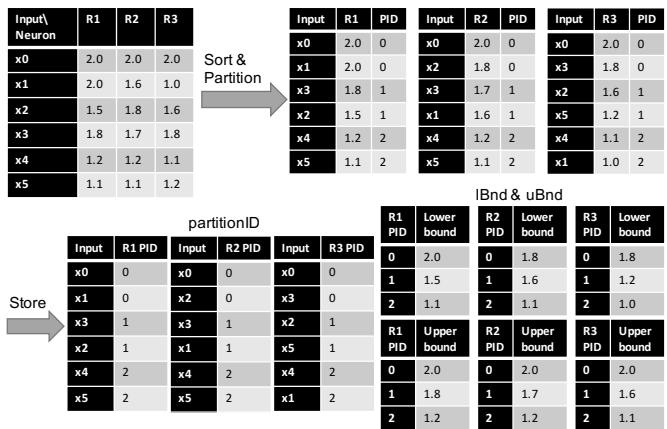 Input\ Neuron R1 R2 R3
x0 2.0 2.0 2.0
x1 2.0 1.6 1.0
x2 1.5 1.8 1.6
x3 1.8 1.7 1.8
x4 1.2 1.2 1.1
x5 1.1 1.1 1.2
Sort &
Partition
Input R1 PID
x0 2.0 0
x1 2.0 0
x3 1.8 1
x2 1.5 1
x4 1.2 2
x5 1.1 2
Input R2 PID
x0 2.0 0
x2 1.8 0
x3 1.7 1
x1 1.6 1
x4 1.2 2
x5 1.1 2
Input R3 PID
x0 2.0 0
x3 1.8 0
x2 1.6 1
x5 1.2 1
x4 1.1 2
x1 1.0 2
Store
partitionID
Input R1 PID Input R2 PID Input R3 PID
x0 0 x0 0 x0 0
x1 0 x2 0 x3 0
x3 1 x3 1 x2 1
x2 1 x1 1 x5 1
x4 2 x4 2 x4 2
x5 2 x5 2 x1 2
lBnd & uBnd
R1 PID Lower bound
0 2.0
1 1.5
2 1.1
R2 PID Lower bound
0 1.8
1 1.6
2 1.1
R3 PID Lower bound
0 1.8
1 1.2
2 1.0
R1 PID Upper bound
0 2.0
1 1.8
2 1.2
R2 PID Upper bound
0 2.0
1 1.7
2 1.2
R3 PID Upper bound
0 2.0
1 1.6
2 1.1